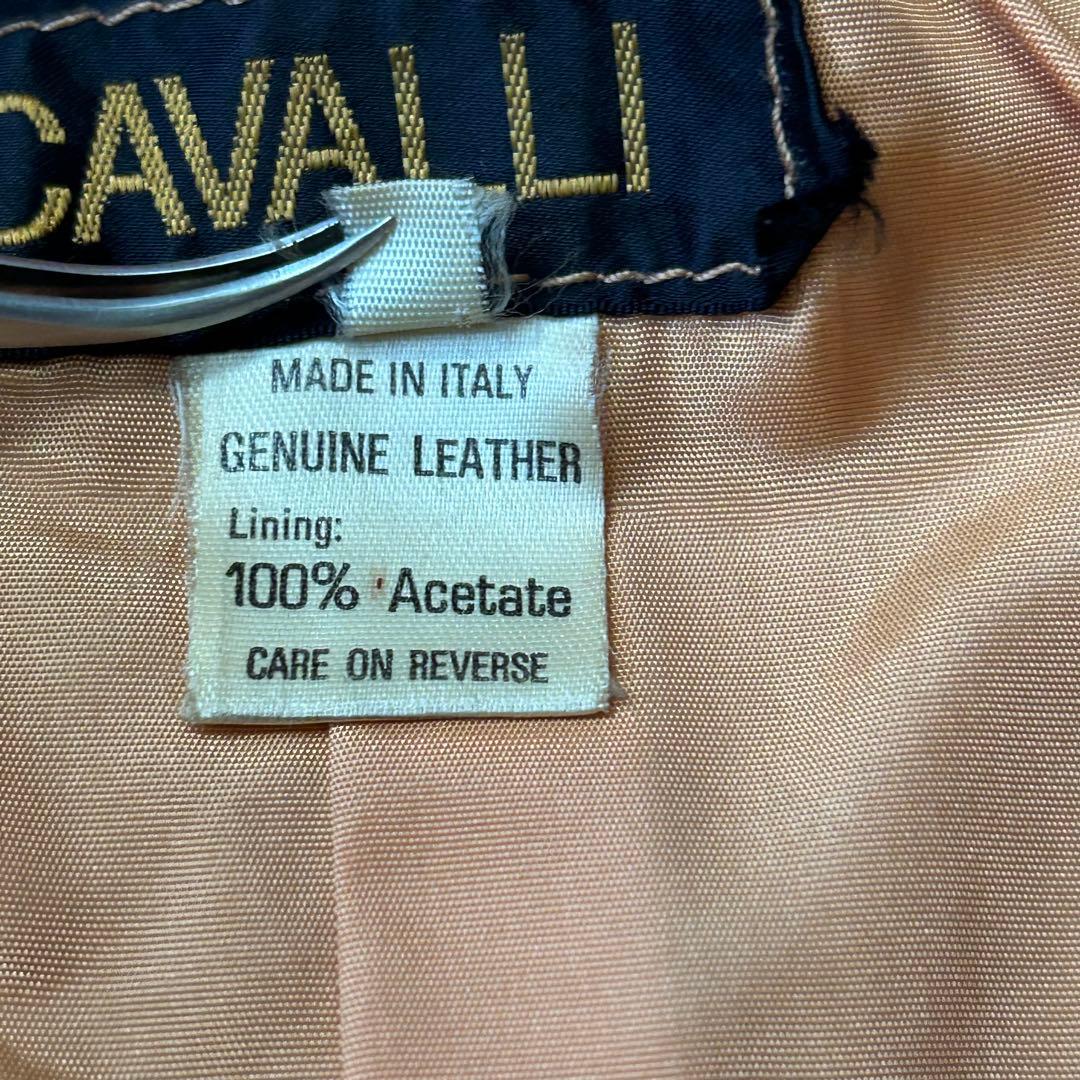 CAVALLI
MADE IN ITALY
GENUINE LEATHER
Lining:
100% Acetate
CARE ON REVERSE